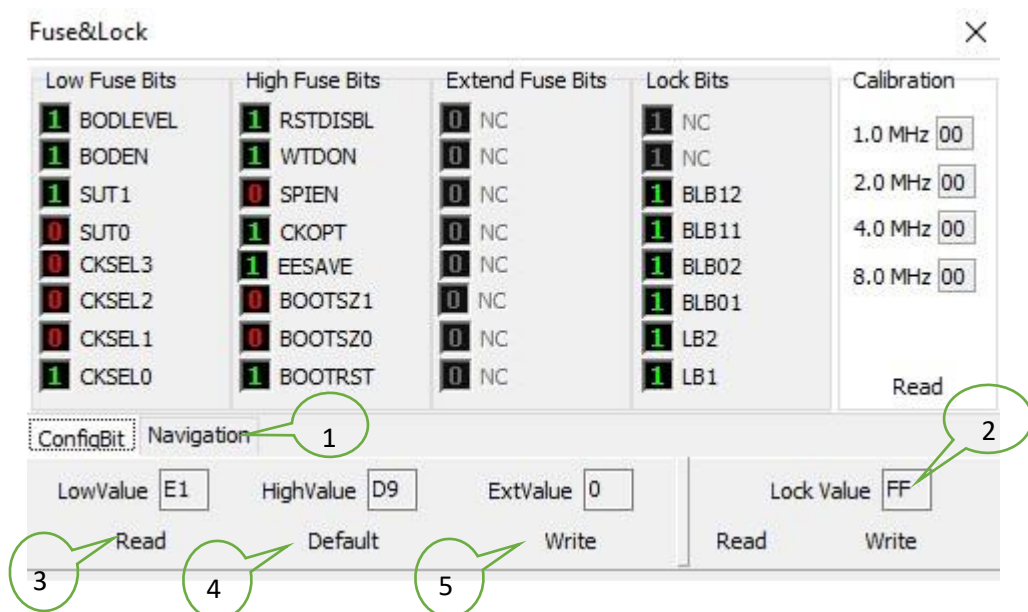 Fuse&Lock
Low Fuse Bits High Fuse Bits Extend Fuse Bits Lock Bits Calibration
1 BODLEVEL 1 RSTDISBL 0 NC 1 NC
1.0 MHz 00
1 BODEN 1 WTDON 0 NC 1 NC
1 SUT1 0 SPIEN 0 NC 1 BLB12
2.0 MHz 00
0 SUT0 1 CKOPT 0 NC 1 BLB11
4.0 MHz 00
0 CKSEL3 1 EESAVE 0 NC 1 BLB02
8.0 MHz 00
0 CKSEL2 0 BOOTSZ1 0 NC 1 BLB01
0 CKSEL1 0 BOOTSZ0 0 NC 1 LB2
1 CKSEL0 1 BOOTRST 0 NC 1 LB1
Read
ConfigBit Navigation 1 2
LowValue E1 HighValue D9 ExtValue 0 Lock Value FF
Read Default Write Read Write
3 4 5